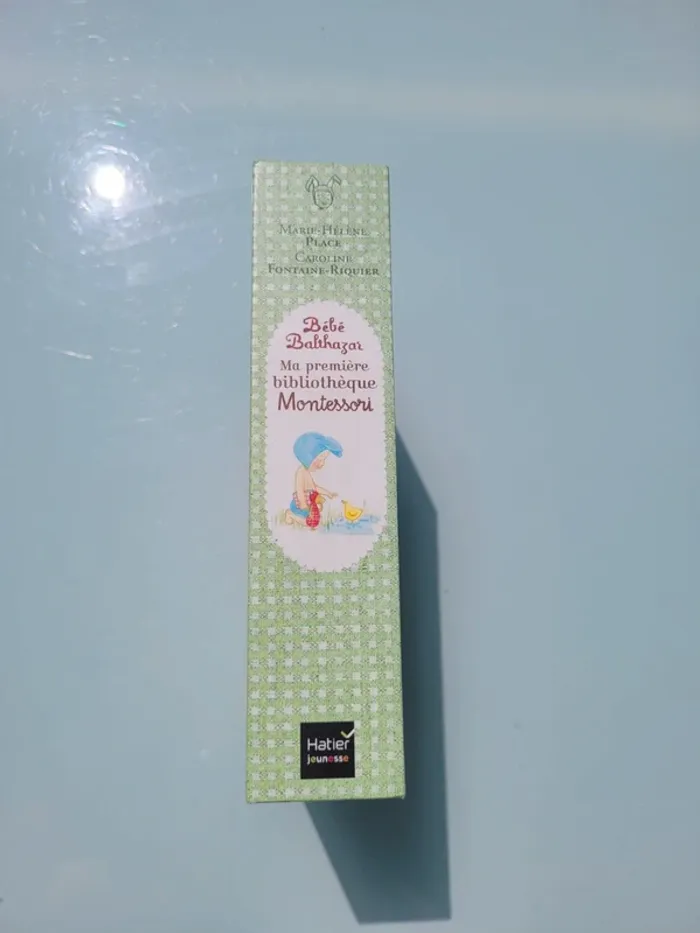 Marie-Hélène
Place
Caroline
Fontaine-Riquier
Bébé
Balthazar
Ma première
bibliothèque
Montessori
Hatier
jeunesse